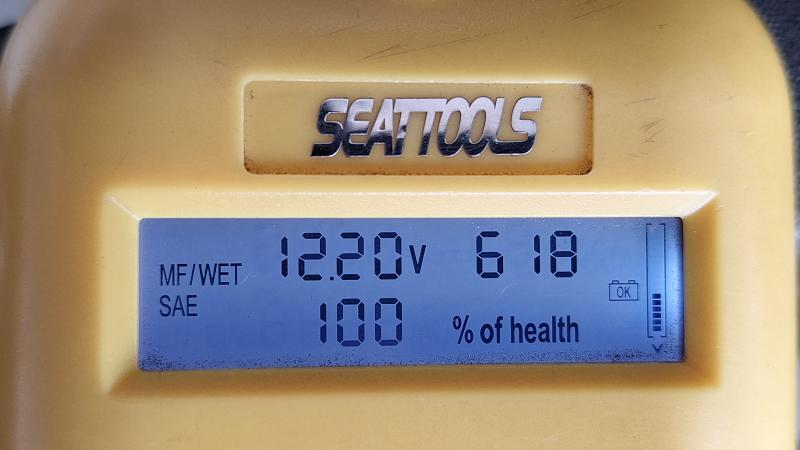 SEATTOOLS
MF/WET 12.20V 618
SAE 100 % of health
OK